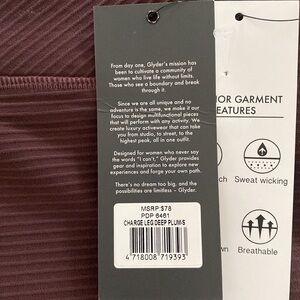 From day one, Glyder's mission has
been to cultivate a community of
women who live life without limits.
Those who see a boundary and break
through it.
Since we are all unique and no
adventure is the same, we make it our
focus to design multifunctional pieces
that will perform with any activity. We
create luxury activewear that can take
you from studio, to street, to the
highest peak, all in one outfit.
Designed for women who never say
the words "I can't," Glyder provides
gear and inspiration to explore new
experiences and forge your own path.
There's no dream too big, and the
possibilities are limitless – Glyder.
MSRP:$78
PDP 6461
CHARGE LEG:DEEP PLUM-S
4 718008 719393
OR GARMENT
EATURES
ch
Sweat wicking
wn
Breathable